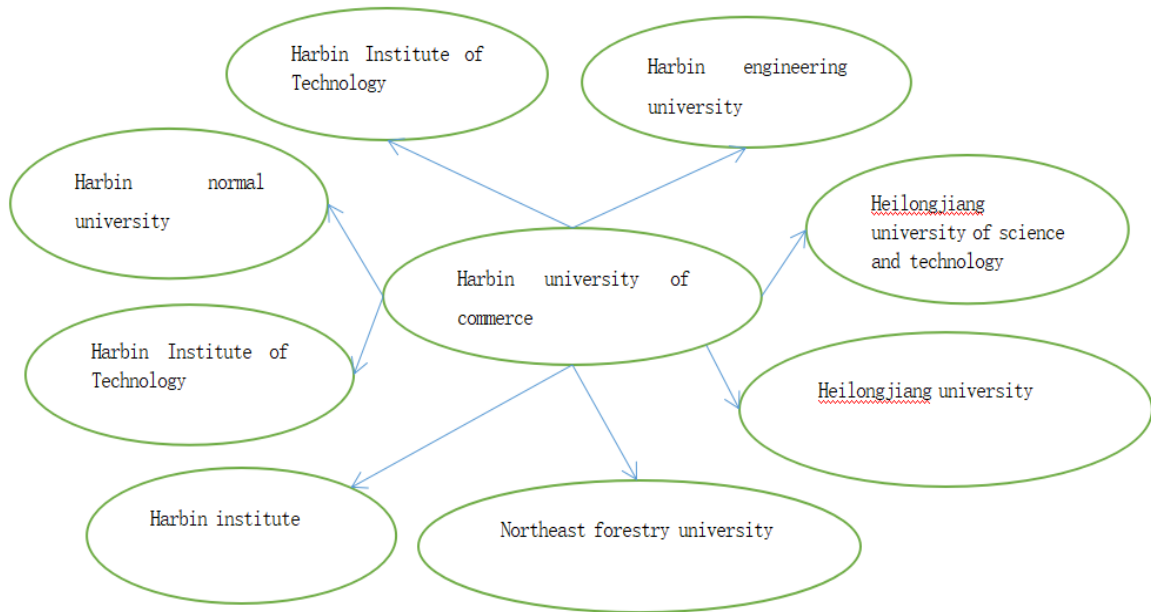 Harbin Institute of
Technology
Harbin engineering
university
Harbin normal
university
Heilongjiang
university of science
and technology
Harbin university of
commerce
Harbin Institute of
Technology
Heilongjiang university
Harbin institute
Northeast forestry university